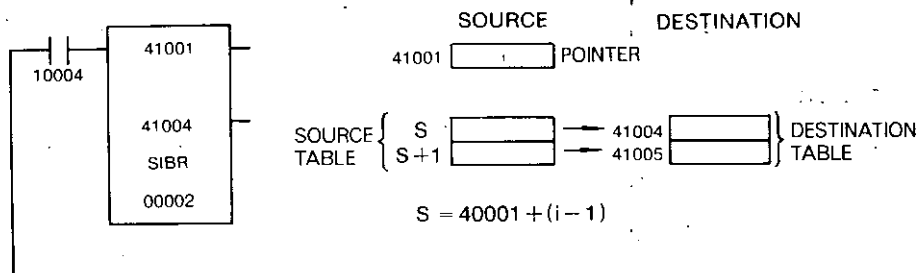 SOURCE DESTINATION
41001
10004
41001 POINTER
41004
SIBR
00002
SOURCE TABLE
S
S+1
41004
41005
DESTINATION TABLE
S = 40001 + (i − 1)